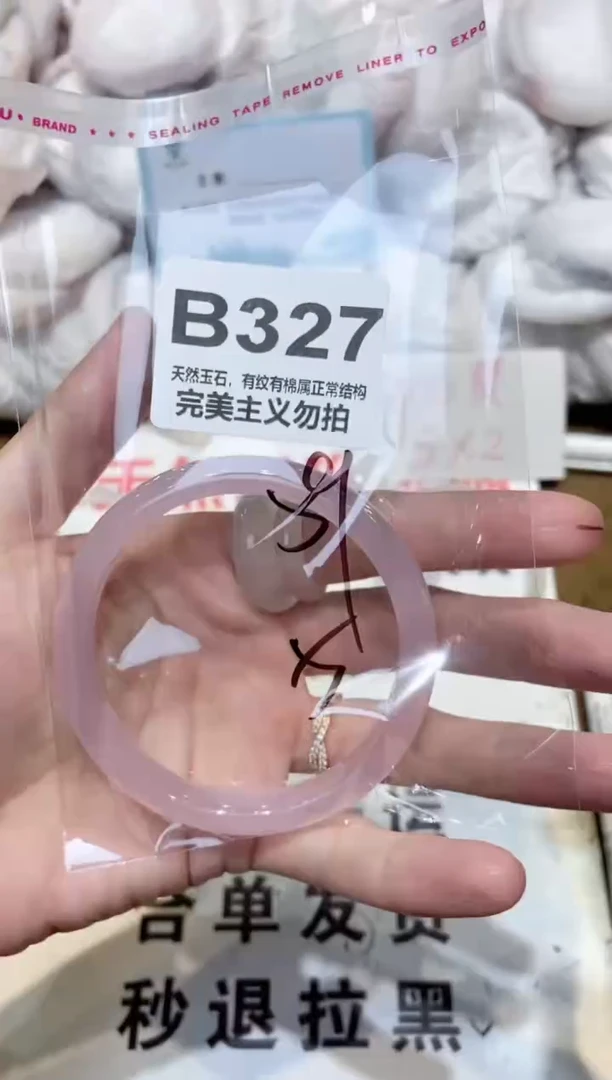 U• BRAND * * * SEALING TAPE REMOVE LINER TO EXPO
B327
天然玉石，有纹有棉属正常结构
完美主义勿拍
合单发货
秒退拉黑